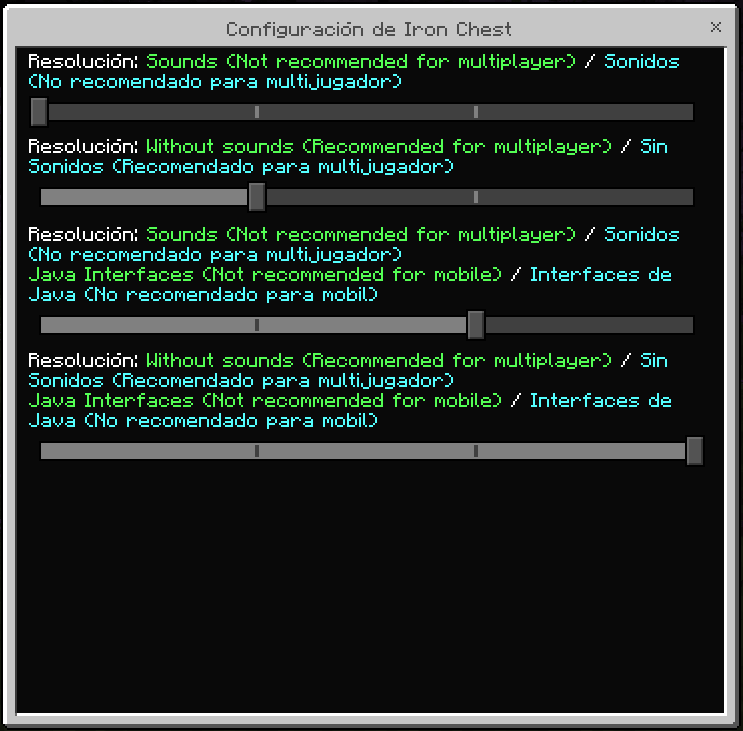 Configuración de Iron Chest
Resolución: Sounds (Not recommended for multiplayer) / Sonidos
(No recomendado para multijugador)
Resolución: Without sounds (Recommended for multiplayer) / Sin
Sonidos (Recomendado para multijugador)
Resolución: Sounds (Not recommended for multiplayer) / Sonidos
(No recomendado para multijugador)
Java Interfaces (Not recommended for mobile) / Interfaces de
Java (No recomendado para mobil)
Resolución: Without sounds (Recommended for multiplayer) / Sin
Sonidos (Recomendado para multijugador)
Java Interfaces (Not recommended for mobile) / Interfaces de
Java (No recomendado para mobil)